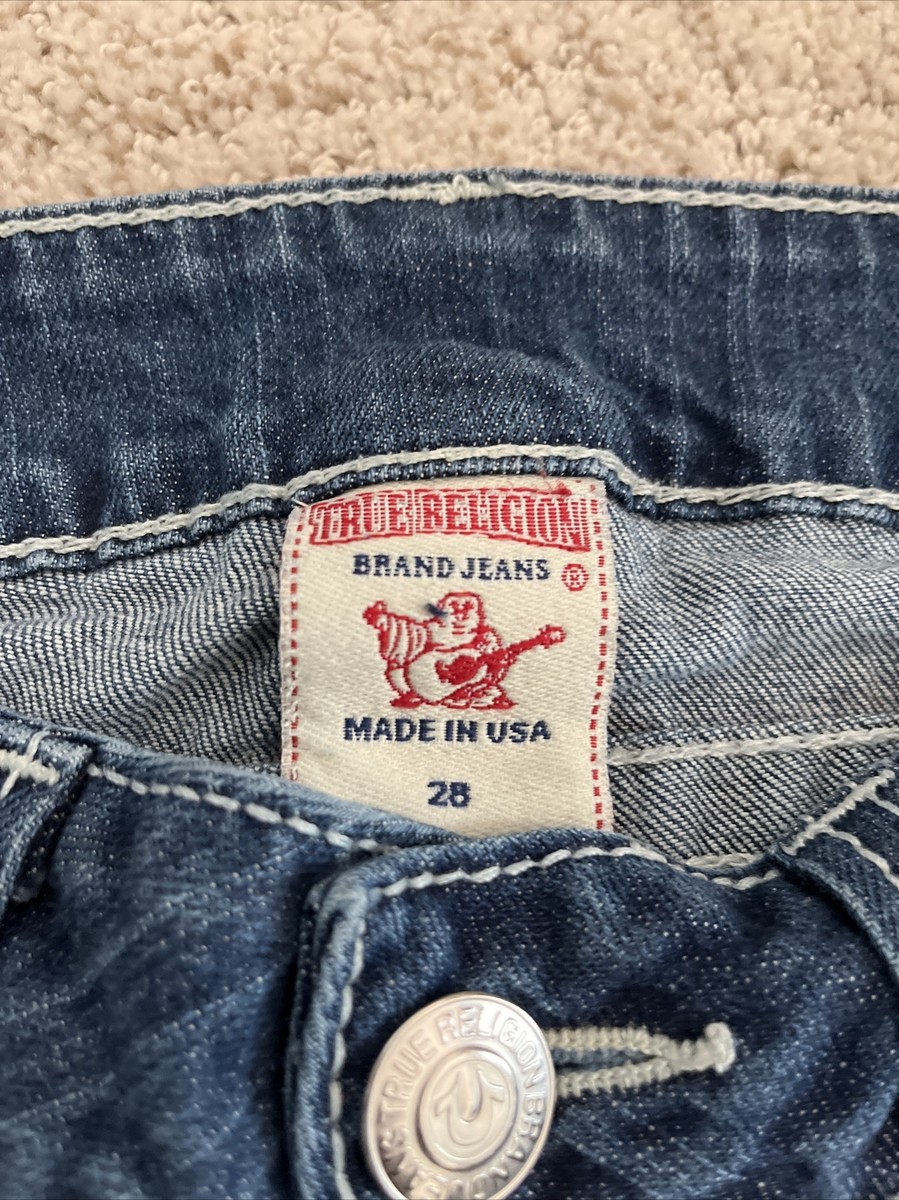 TRUE RELIGION
BRAND JEANS ®
MADE IN USA
28
TRUE RELIGION BRAND JEANS